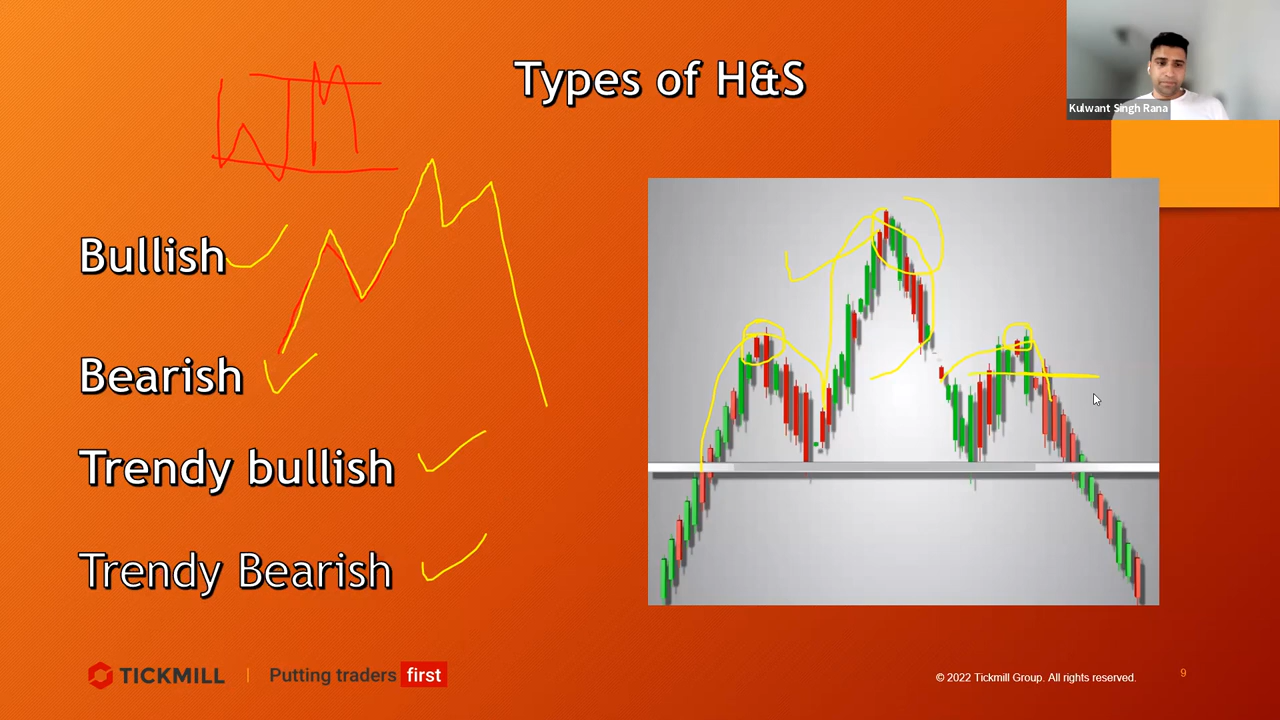 Types of H&S
Kulwant Singh Rana
WM
Bullish
Bearish
Trendy bullish
Trendy Bearish
TICKMILL | Putting traders first
© 2022 Tickmill Group. All rights reserved.
9